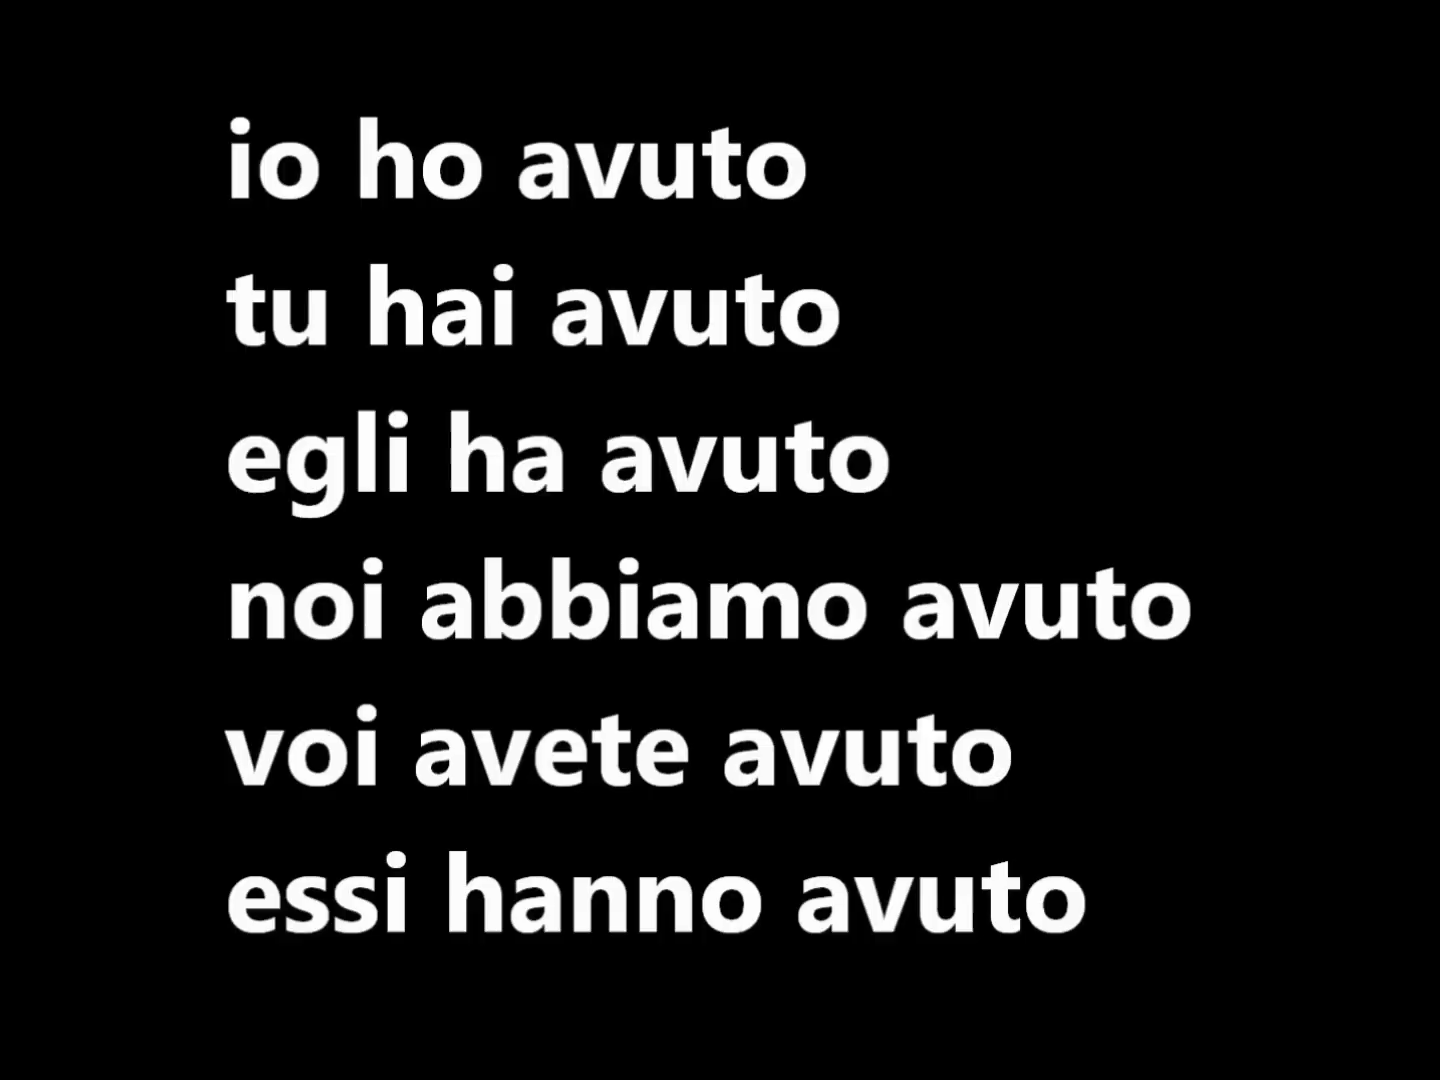 io ho avuto
tu hai avuto
egli ha avuto
noi abbiamo avuto
voi avete avuto
essi hanno avuto